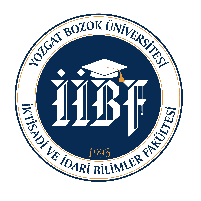 YOZGAT BOZOK ÜNİVERSİTESİ
İİBF
1995
İKTİSADİ VE İDARİ BİLİMLER FAKÜLTESİ